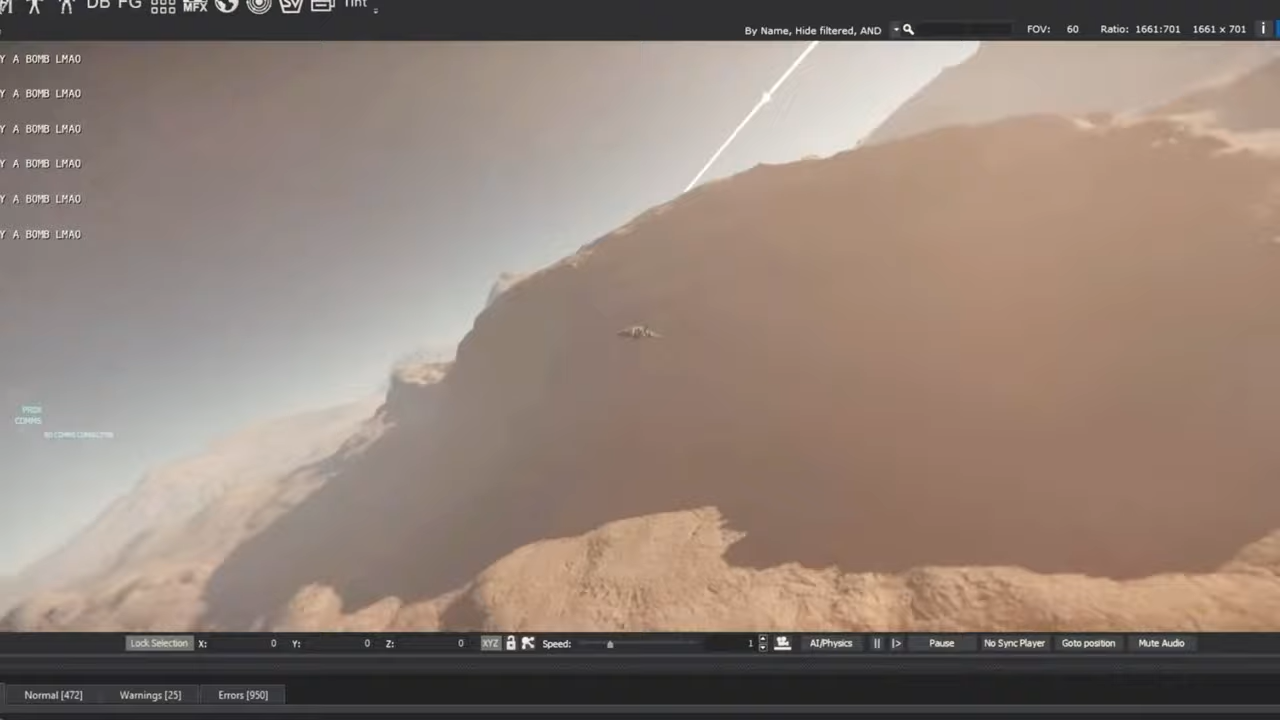 DB FG MFX SV Tint
By Name, Hide filtered, AND FOV: 60 Ratio: 1661:701 1661 x 701 i
Y A BOMB LMAO
Y A BOMB LMAO
Y A BOMB LMAO
Y A BOMB LMAO
Y A BOMB LMAO
Y A BOMB LMAO
PROX
COMMS
Lock Selection X: 0 Y: 0 Z: 0 XYZ Speed: 1 AI/Physics Pause No Sync Player Goto position Mute Audio
Normal [472] Warnings [25] Errors [950]